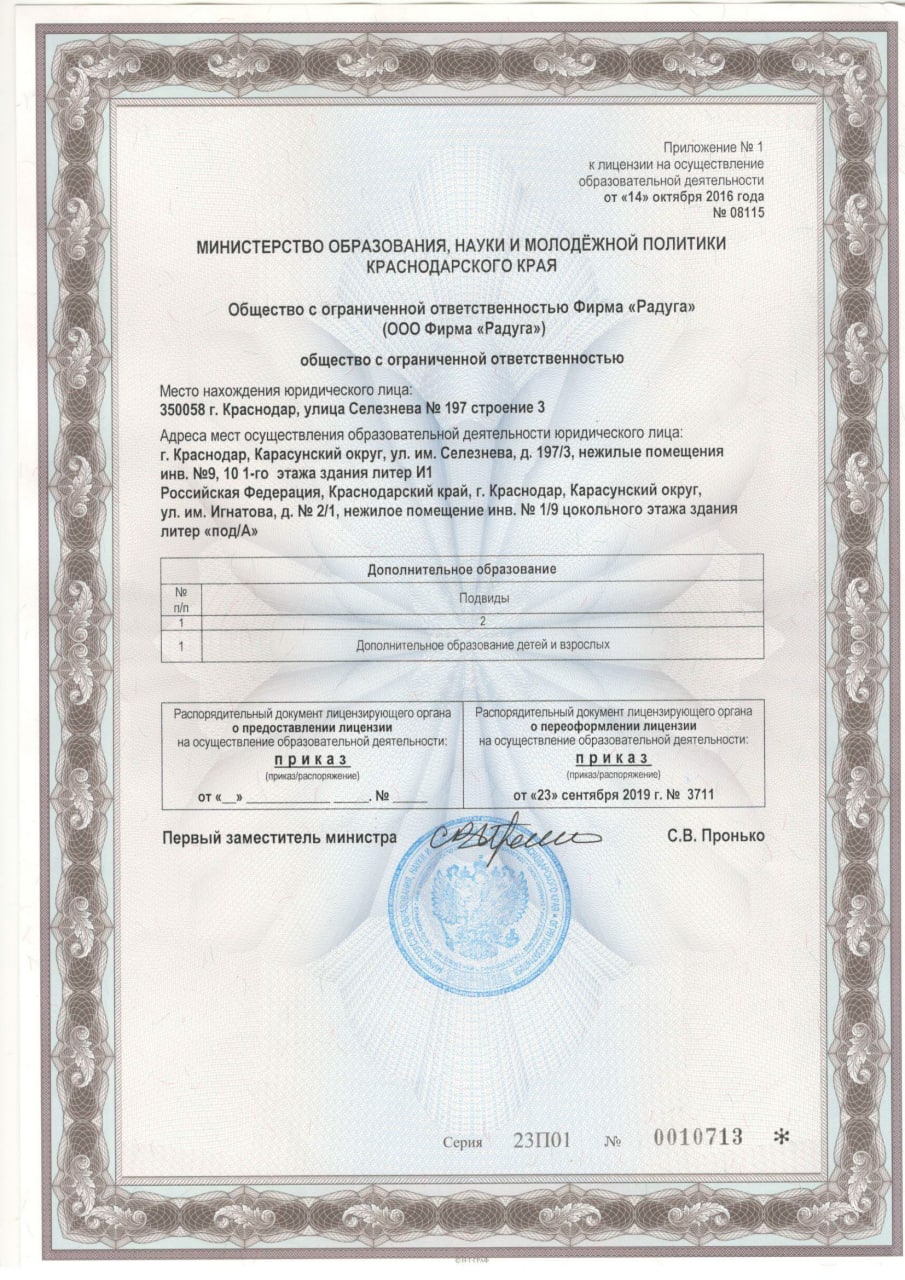 Приложение № 1
к лицензии на осуществление
образовательной деятельности
от «14» октября 2016 года
№ 08115
МИНИСТЕРСТВО ОБРАЗОВАНИЯ, НАУКИ И МОЛОДЁЖНОЙ ПОЛИТИКИ
КРАСНОДАРСКОГО КРАЯ
Общество с ограниченной ответственностью Фирма «Радуга»
(ООО Фирма «Радуга»)
общество с ограниченной ответственностью
Место нахождения юридического лица:
350058 г. Краснодар, улица Селезнева № 197 строение 3
Адреса мест осуществления образовательной деятельности юридического лица:
г. Краснодар, Карасунский округ, ул. им. Селезнева, д. 197/3, нежилые помещения
инв. №9, 10 1-го этажа здания литер И1
Российская Федерация, Краснодарский край, г. Краснодар, Карасунский округ,
ул. им. Игнатова, д. № 2/1, нежилое помещение инв. № 1/9 цокольного этажа здания
литер «под/А»
Дополнительное образование
№
п/п
Подвиды
1 2
1 Дополнительное образование детей и взрослых
Распорядительный документ лицензирующего органа
о предоставлении лицензии
на осуществление образовательной деятельности:
приказ
(приказ/распоряжение)
от «__» ____________ _____. № _____
Распорядительный документ лицензирующего органа
о переоформлении лицензии
на осуществление образовательной деятельности:
приказ
(приказ/распоряжение)
от «23» сентября 2019 г. № 3711
Первый заместитель министра С.В. Пронько
Серия 23П01 № 0010713 *